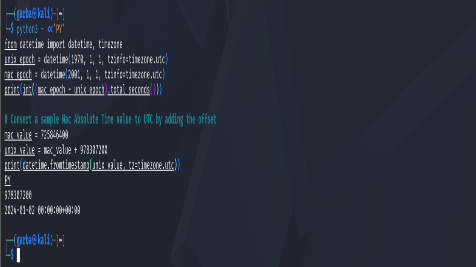 ┌──(garba㉿kali)-[~]
└─$ python3 - <<'PY'
from datetime import datetime, timezone
unix_epoch = datetime(1970, 1, 1, tzinfo=timezone.utc)
mac_epoch = datetime(2001, 1, 1, tzinfo=timezone.utc)
print(int((mac_epoch - unix_epoch).total_seconds()))
# Convert a sample Mac Absolute Time value to UTC by adding the offset
mac_value = 725846400
unix_value = mac_value + 978307200
print(datetime.fromtimestamp(unix_value, tz=timezone.utc))
PY
978307200
2024-01-02 00:00:00+00:00
┌──(garba㉿kali)-[~]
└─$